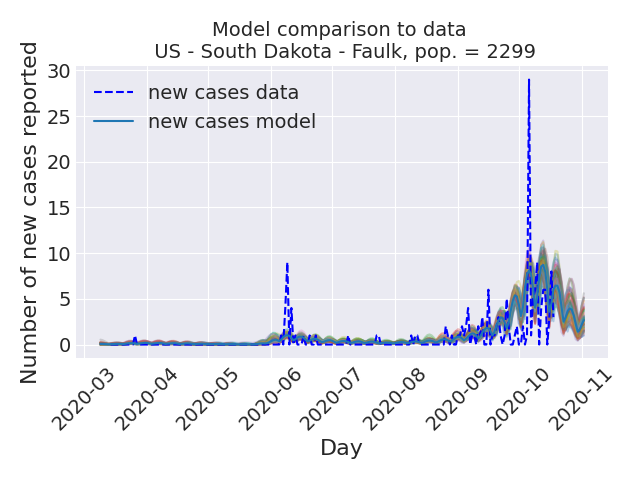 Model comparison to data
US - South Dakota - Faulk, pop. = 2299
Number of new cases reported
30
25
20
15
10
5
0
new cases data
new cases model
2020-03
2020-04
2020-05
2020-06
2020-07
2020-08
2020-09
2020-10
2020-11
Day